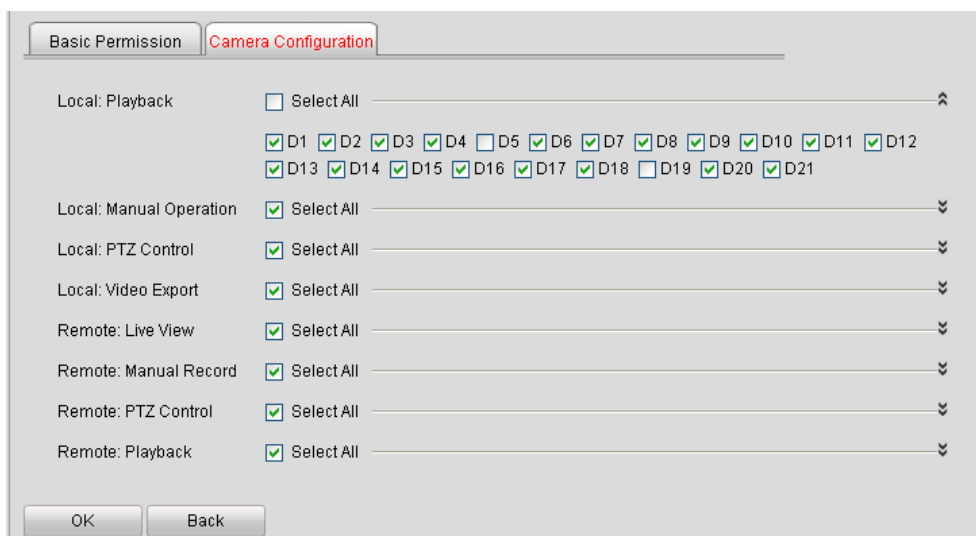 Basic Permission Camera Configuration
Local: Playback Select All
D1 D2 D3 D4 D5 D6 D7 D8 D9 D10 D11 D12
D13 D14 D15 D16 D17 D18 D19 D20 D21
Local: Manual Operation Select All
Local: PTZ Control Select All
Local: Video Export Select All
Remote: Live View Select All
Remote: Manual Record Select All
Remote: PTZ Control Select All
Remote: Playback Select All
OK Back